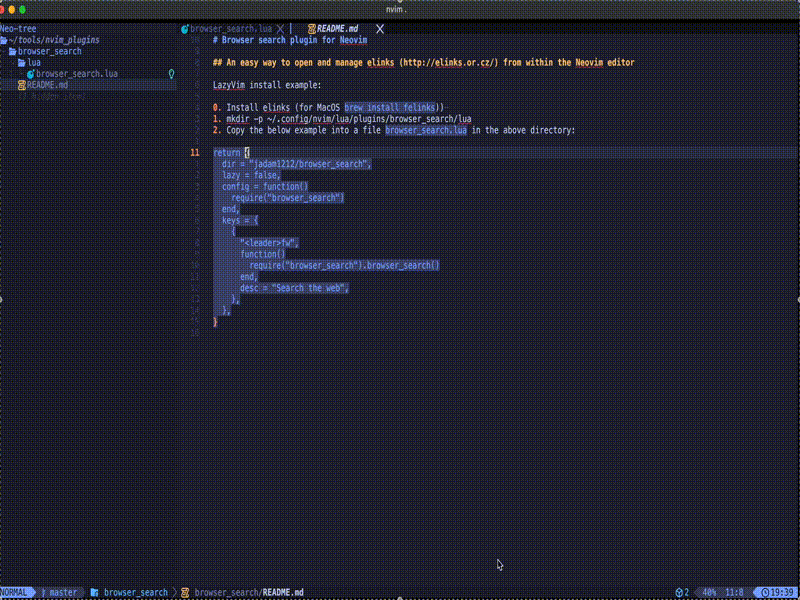 nvim .
Neo-tree
browser_search.lua
README.md
~/tools/nvim_plugins
browser_search
lua
browser_search.lua
README.md
# Browser search plugin for Neovim
## An easy way to open and manage elinks (http://elinks.or.cz/) from within the Neovim editor
LazyVim install example:
0. Install elinks (for MacOS brew install felinks))
1. mkdir -p ~/.config/nvim/lua/plugins/browser_search/lua
2. Copy the below example into a file browser_search.lua in the above directory:
11 return {
dir = "jadam1212/browser_search",
lazy = false,
config = function()
require("browser_search")
end,
keys = {
{
"<leader>fw",
function()
require("browser_search").browser_search()
end,
desc = "Search the web",
},
},
}
NORMAL master browser_search browser_search/README.md 2 40% 11:8 19:39